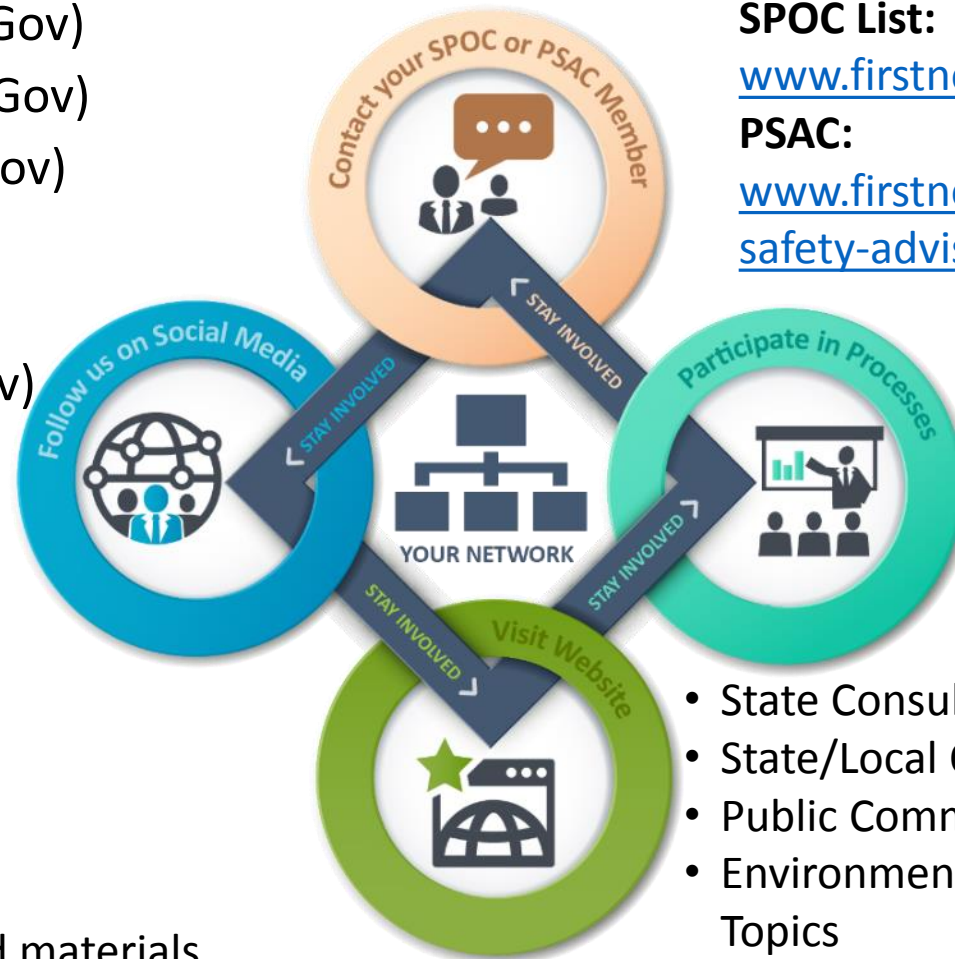 Gov)
Gov)
ov)
v)
d materials
Contact your SPOC or PSAC Member
SPOC List:
www.firstne
PSAC:
www.firstne
safety-advis
Follow us on Social Media
Participate in Processes
STAY INVOLVED
STAY INVOLVED
YOUR NETWORK
STAY INVOLVED
STAY INVOLVED
Visit Website
• State Consul
• State/Local
• Public Comm
• Environmen
Topics